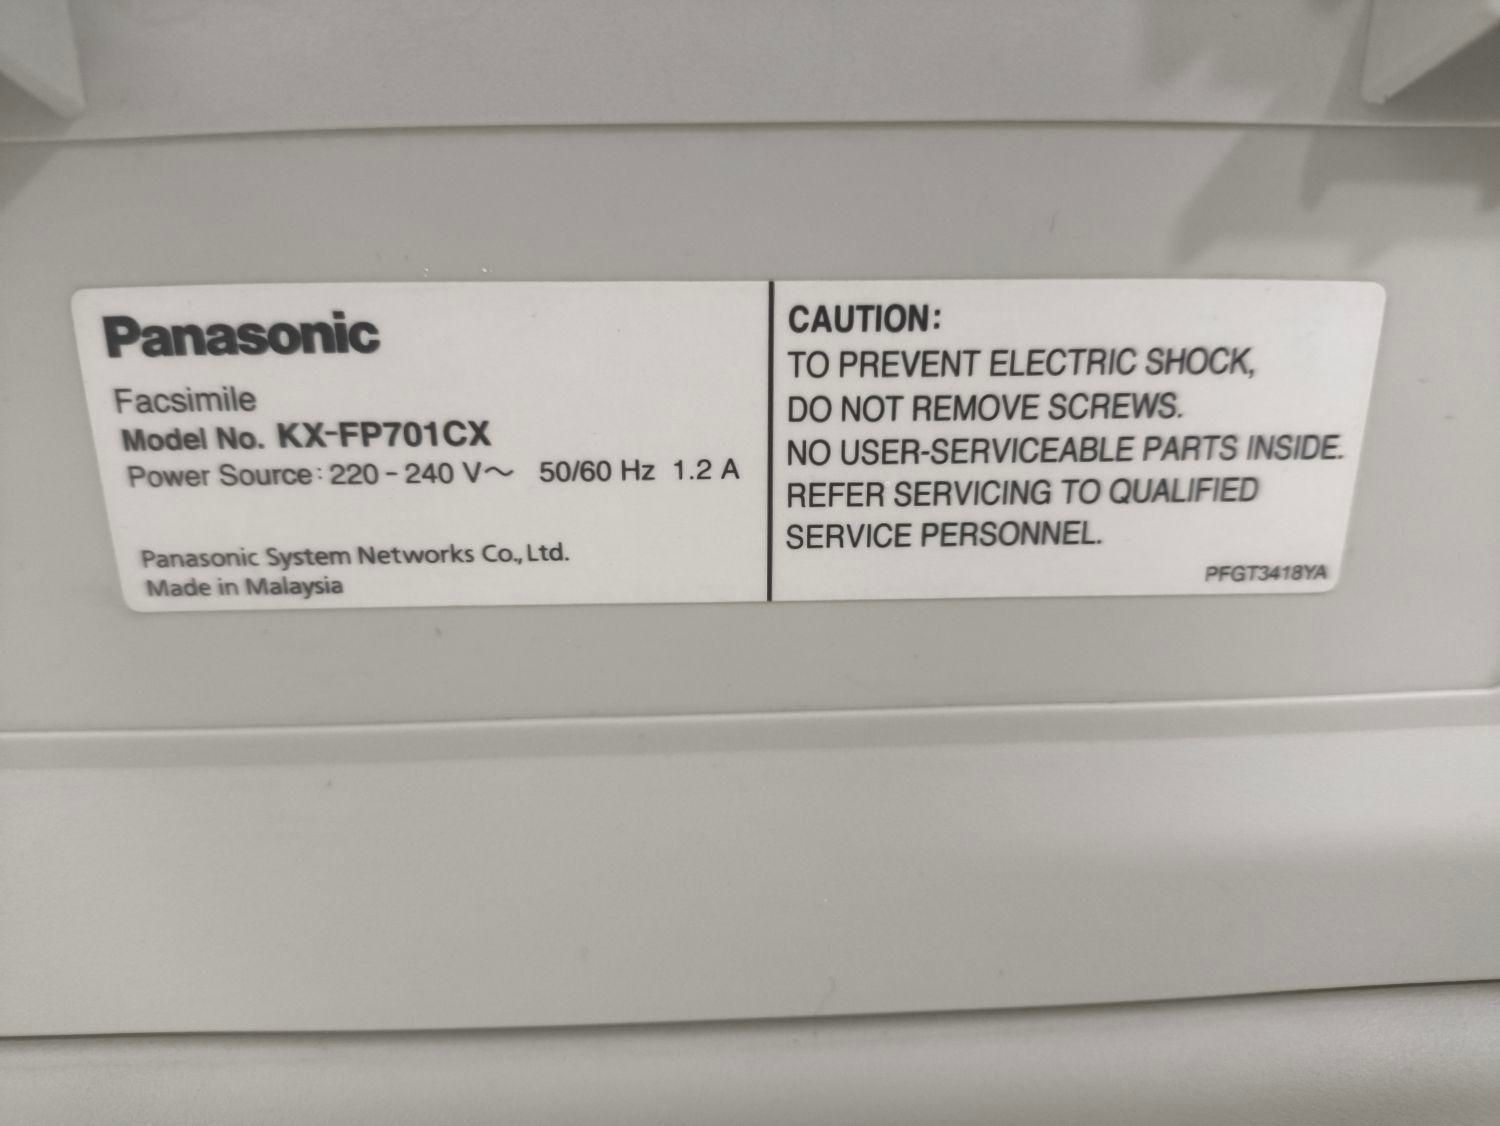 Panasonic
Facsimile
Model No. KX-FP701CX
Power Source: 220 - 240 V～ 50/60 Hz 1.2 A
Panasonic System Networks Co., Ltd.
Made in Malaysia
CAUTION:
TO PREVENT ELECTRIC SHOCK,
DO NOT REMOVE SCREWS.
NO USER-SERVICEABLE PARTS INSIDE.
REFER SERVICING TO QUALIFIED
SERVICE PERSONNEL.
PFGT3418YA